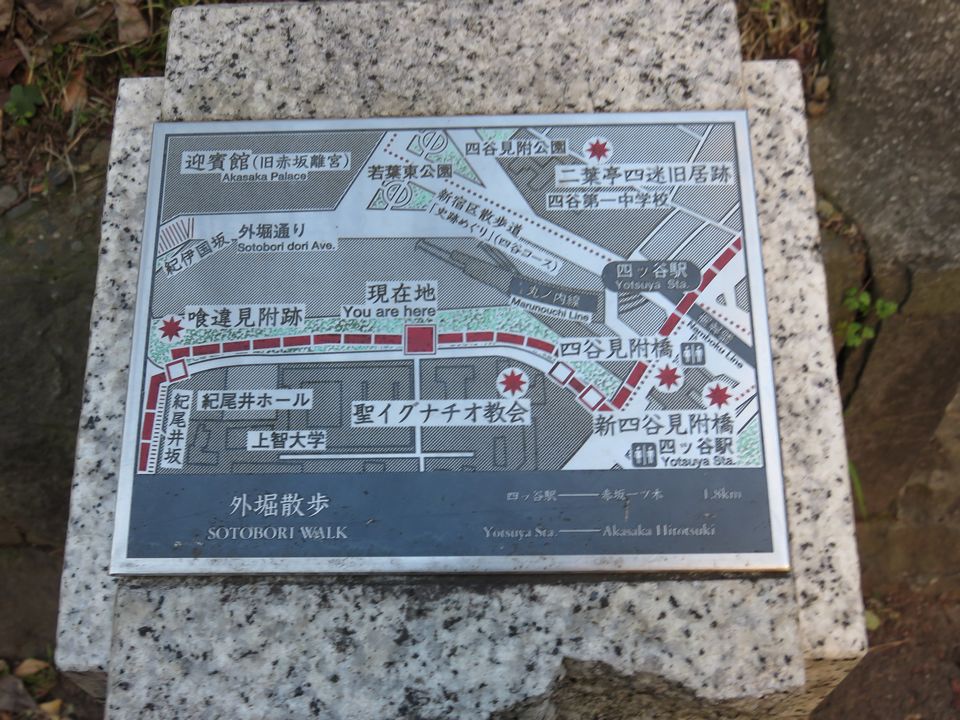 迎賓館(旧赤坂離宮)
Akasaka Palace
若葉東公園
四谷見附公園
二葉亭四迷旧居跡
四谷第一中学校
外堀通り
Sotobori dori Ave.
紀伊国坂
新宿区散歩道
「史跡めぐり」(四谷コース)
四ッ谷駅
Yotsuya Sta.
丸ノ内線
Marunouchi Line
現在地
You are here
喰違見附跡
四谷見附橋
Namboku Line
紀尾井坂
紀尾井ホール
聖イグナチオ教会
上智大学
新四谷見附橋
四ッ谷駅
Yotsuya Sta.
外堀散歩
SOTOBORI WALK
四ッ谷駅——赤坂一ツ木 1.8km
Yotsuya Sta.——Akasaka Hitotsuki